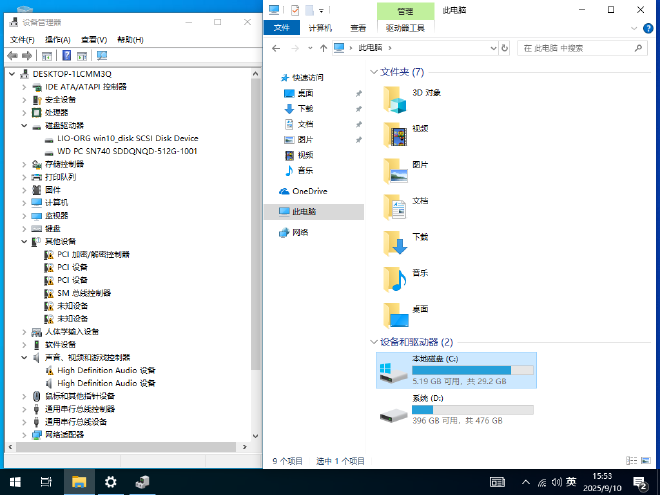 设备管理器
文件(F) 操作(A) 查看(V) 帮助(H)
DESKTOP-1LCMM3Q
IDE ATA/ATAPI 控制器
安全设备
处理器
磁盘驱动器
LIO-ORG win10_disk SCSI Disk Device
WD PC SN740 SDDQNQD-512G-1001
存储控制器
打印队列
固件
计算机
监视器
键盘
其他设备
PCI 加密/解密控制器
PCI 设备
PCI 设备
SM 总线控制器
未知设备
未知设备
人体学输入设备
软件设备
声音、视频和游戏控制器
High Definition Audio 设备
High Definition Audio 设备
鼠标和其他指针设备
通用串行总线控制器
通用串行总线设备
网络适配器
管理
此电脑
文件 计算机 查看 驱动器工具
此电脑
在 此电脑 中搜索
快速访问
桌面
下载
文档
图片
视频
音乐
OneDrive
此电脑
网络
文件夹 (7)
3D 对象
视频
图片
文档
下载
音乐
桌面
设备和驱动器 (2)
本地磁盘 (C:)
5.19 GB 可用，共 29.2 GB
系统 (D:)
396 GB 可用，共 476 GB
9 个项目 选中 1 个项目
英
15:53
2025/9/10
2